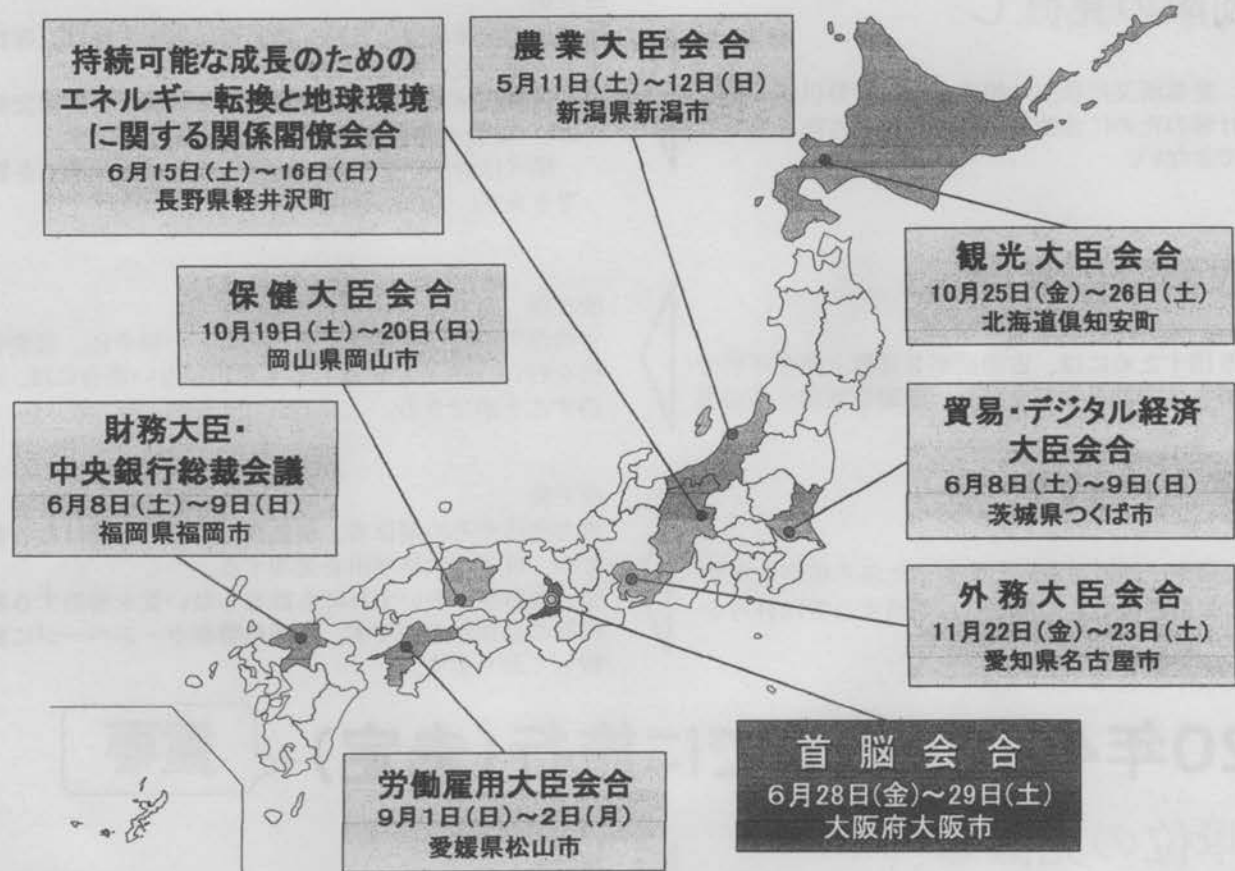 持続可能な成長のための
エネルギー転換と地球環境
に関する関係閣僚会合
6月15日(土)～16日(日)
長野県軽井沢町
農業大臣会合
5月11日(土)～12日(日)
新潟県新潟市
観光大臣会合
10月25日(金)～26日(土)
北海道倶知安町
保健大臣会合
10月19日(土)～20日(日)
岡山県岡山市
貿易・デジタル経済
大臣会合
6月8日(土)～9日(日)
茨城県つくば市
財務大臣・
中央銀行総裁会議
6月8日(土)～9日(日)
福岡県福岡市
外務大臣会合
11月22日(金)～23日(土)
愛知県名古屋市
首脳会合
6月28日(金)～29日(土)
大阪府大阪市
労働雇用大臣会合
9月1日(日)～2日(月)
愛媛県松山市